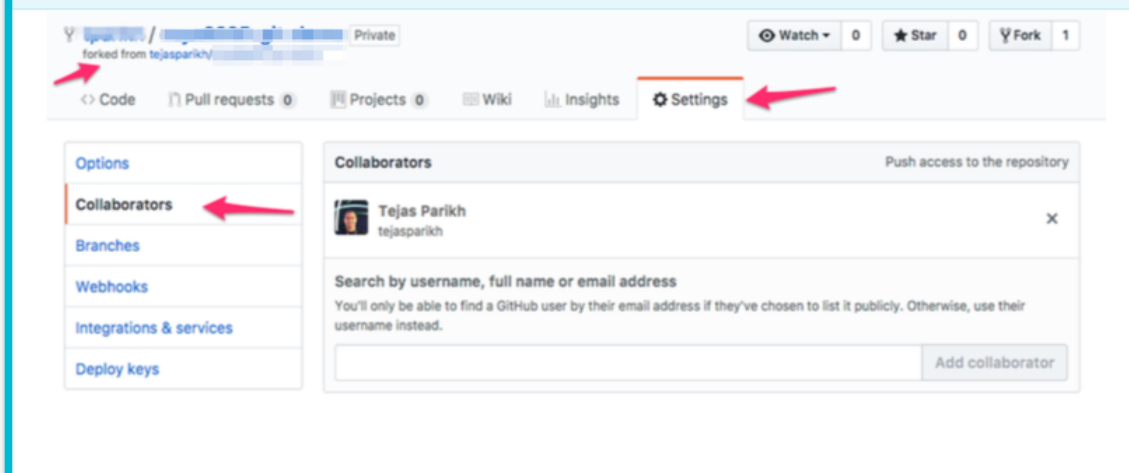 / Private Watch 0 Star 0 Fork 1
forked from tejasparikh/
<> Code Pull requests 0 Projects 0 Wiki Insights Settings
Options
Collaborators
Branches
Webhooks
Integrations & services
Deploy keys
Collaborators Push access to the repository
Tejas Parikh
tejasparikh
Search by username, full name or email address
You'll only be able to find a GitHub user by their email address if they've chosen to list it publicly. Otherwise, use their
username instead.
Add collaborator